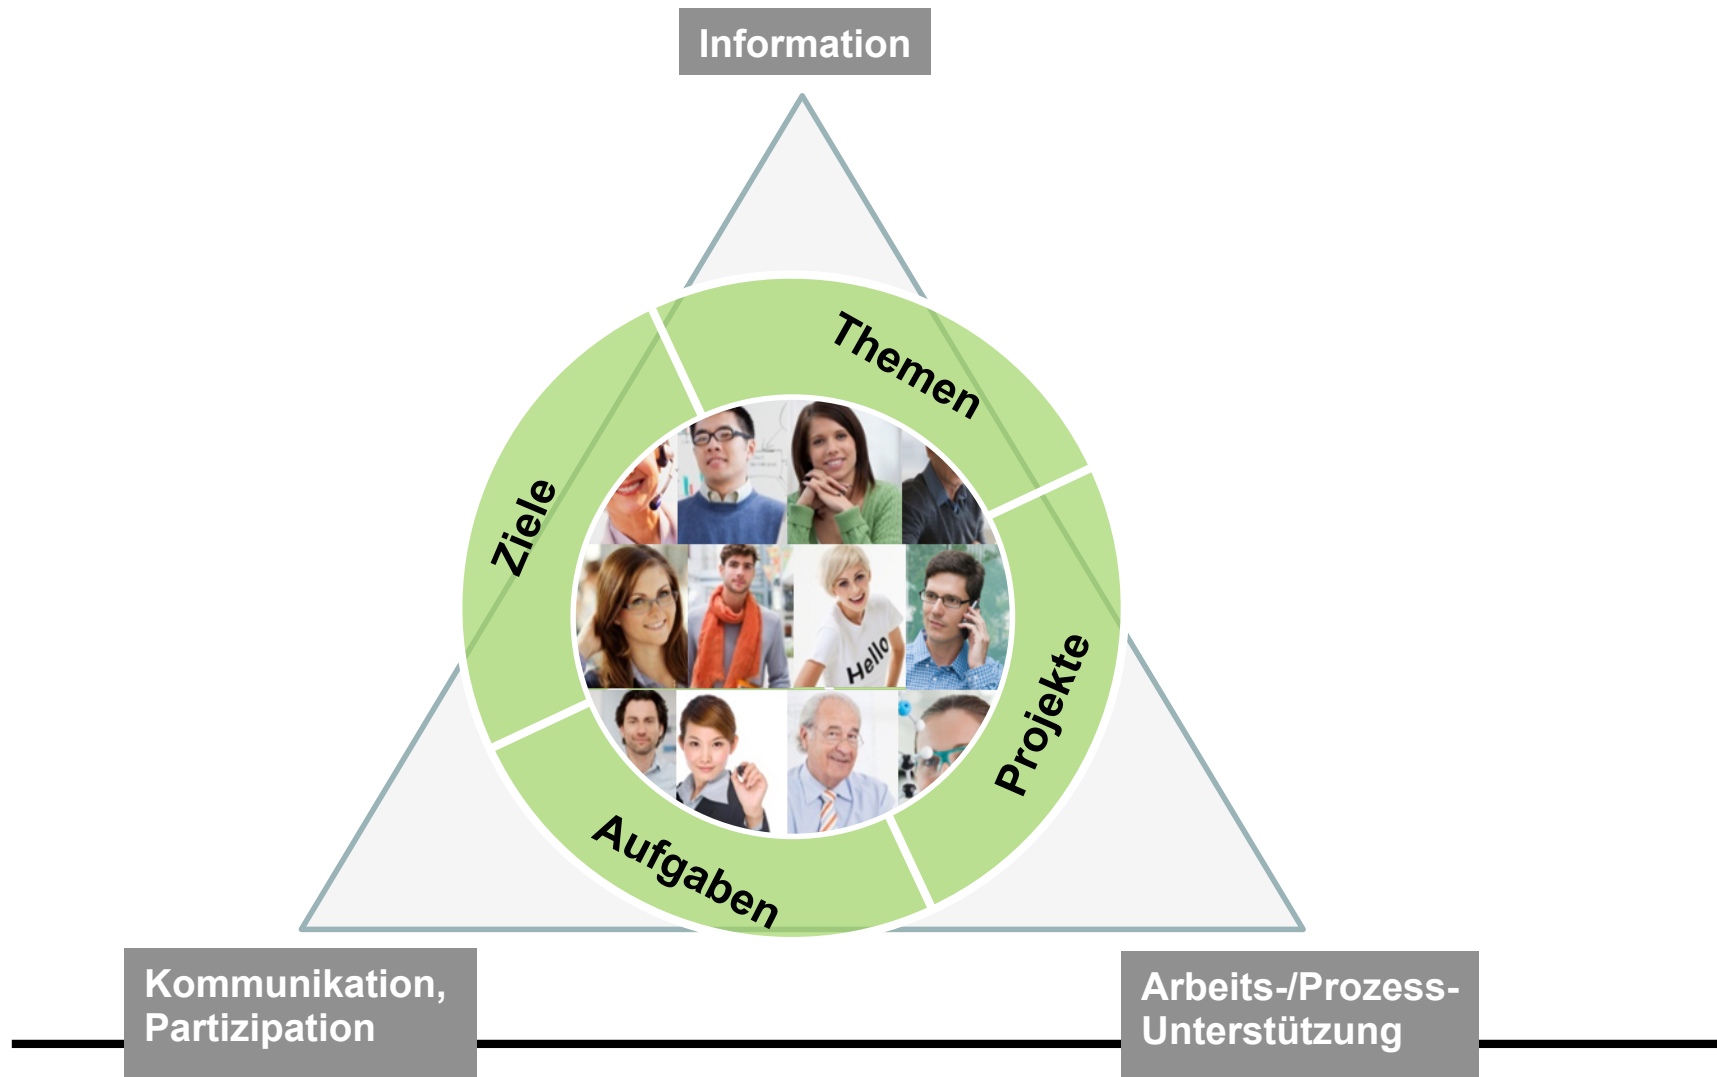 Information
Themen
Ziele
Hello
Projekte
Aufgaben
Kommunikation,
Partizipation
Arbeits-/Prozess-
Unterstützung